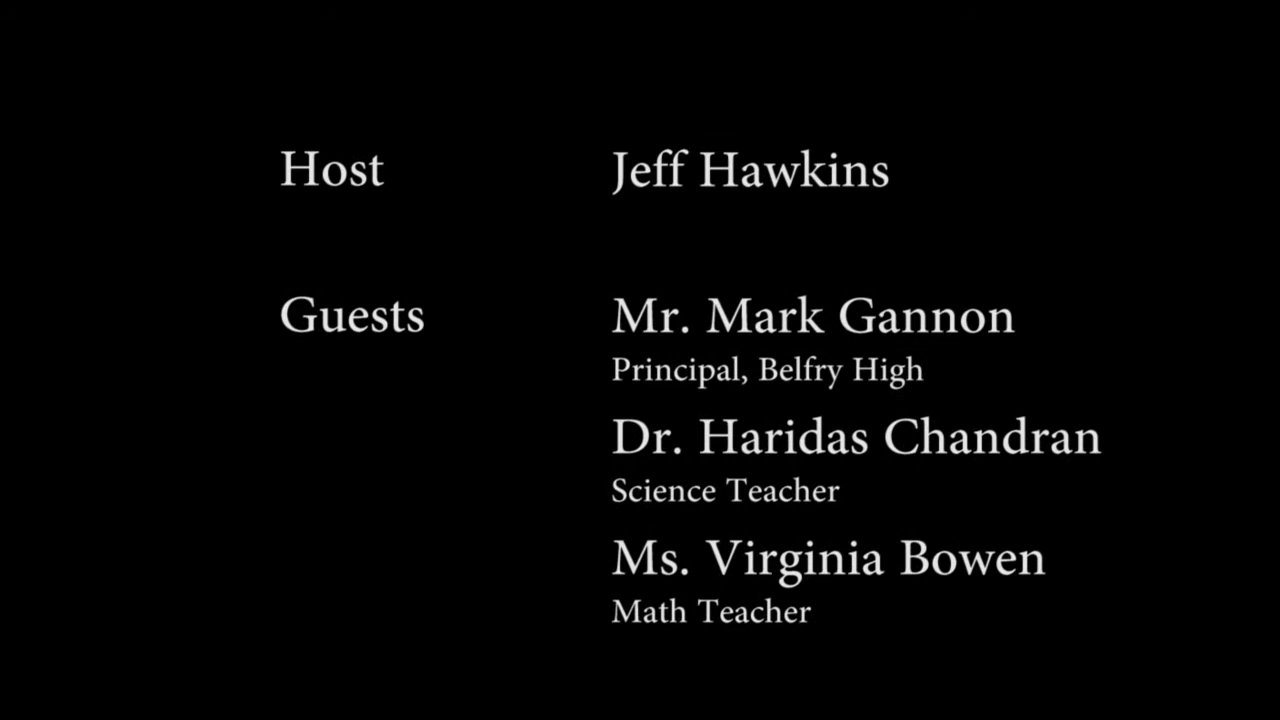 Host Jeff Hawkins
Guests Mr. Mark Gannon
Principal, Belfry High
Dr. Haridas Chandran
Science Teacher
Ms. Virginia Bowen
Math Teacher